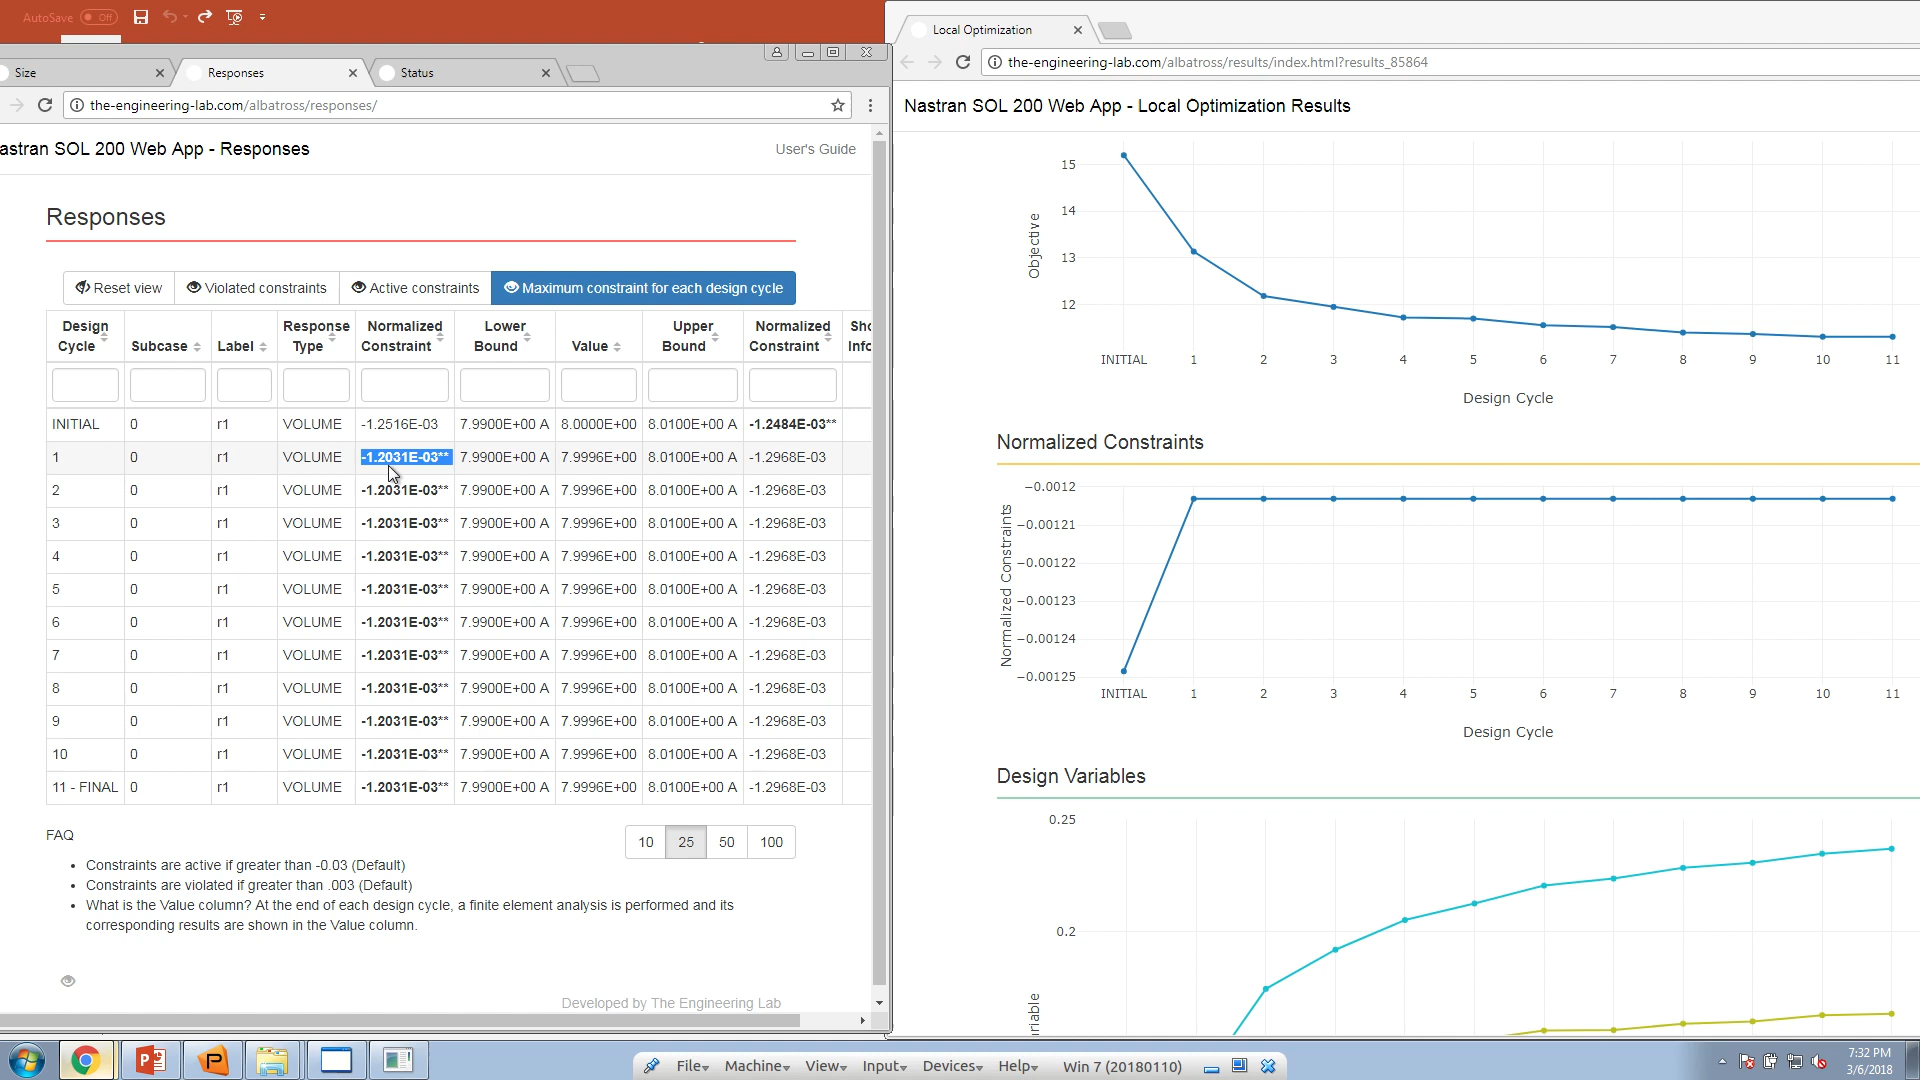 AutoSave Off
Size
Responses
Status
the-engineering-lab.com/albatross/responses/
astran SOL 200 Web App - Responses
User's Guide
Responses
Reset view Violated constraints Active constraints Maximum constraint for each design cycle
Design Cycle Subcase Label Response Type Normalized Constraint Lower Bound Value Upper Bound Normalized Constraint Sho Info
INITIAL 0 r1 VOLUME -1.2516E-03 7.9900E+00 A 8.0000E+00 8.0100E+00 A -1.2484E-03**
1 0 r1 VOLUME -1.2031E-03** 7.9900E+00 A 7.9996E+00 8.0100E+00 A -1.2968E-03
2 0 r1 VOLUME -1.2031E-03** 7.9900E+00 A 7.9996E+00 8.0100E+00 A -1.2968E-03
3 0 r1 VOLUME -1.2031E-03** 7.9900E+00 A 7.9996E+00 8.0100E+00 A -1.2968E-03
4 0 r1 VOLUME -1.2031E-03** 7.9900E+00 A 7.9996E+00 8.0100E+00 A -1.2968E-03
5 0 r1 VOLUME -1.2031E-03** 7.9900E+00 A 7.9996E+00 8.0100E+00 A -1.2968E-03
6 0 r1 VOLUME -1.2031E-03** 7.9900E+00 A 7.9996E+00 8.0100E+00 A -1.2968E-03
7 0 r1 VOLUME -1.2031E-03** 7.9900E+00 A 7.9996E+00 8.0100E+00 A -1.2968E-03
8 0 r1 VOLUME -1.2031E-03** 7.9900E+00 A 7.9996E+00 8.0100E+00 A -1.2968E-03
9 0 r1 VOLUME -1.2031E-03** 7.9900E+00 A 7.9996E+00 8.0100E+00 A -1.2968E-03
10 0 r1 VOLUME -1.2031E-03** 7.9900E+00 A 7.9996E+00 8.0100E+00 A -1.2968E-03
11 - FINAL 0 r1 VOLUME -1.2031E-03** 7.9900E+00 A 7.9996E+00 8.0100E+00 A -1.2968E-03
FAQ
10 25 50 100
• Constraints are active if greater than -0.03 (Default)
• Constraints are violated if greater than .003 (Default)
• What is the Value column? At the end of each design cycle, a finite element analysis is performed and its
corresponding results are shown in the Value column.
Developed by The Engineering Lab
Local Optimization
the-engineering-lab.com/albatross/results/index.html?results_85864
Nastran SOL 200 Web App - Local Optimization Results
15
14
13
12
Objective
INITIAL 1 2 3 4 5 6 7 8 9 10 11
Design Cycle
Normalized Constraints
−0.0012
−0.00121
−0.00122
−0.00123
−0.00124
−0.00125
Normalized Constraints
INITIAL 1 2 3 4 5 6 7 8 9 10 11
Design Cycle
Design Variables
0.25
0.2
riable
File Machine View Input Devices Help Win 7 (20180110)
7:32 PM
3/6/2018